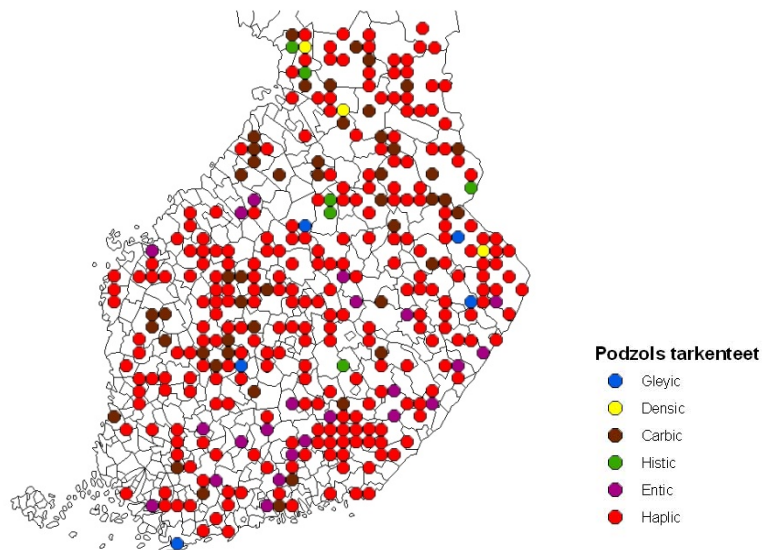 Podzols tarkenteet
Gleyic
Densic
Carbic
Histic
Entic
Haplic